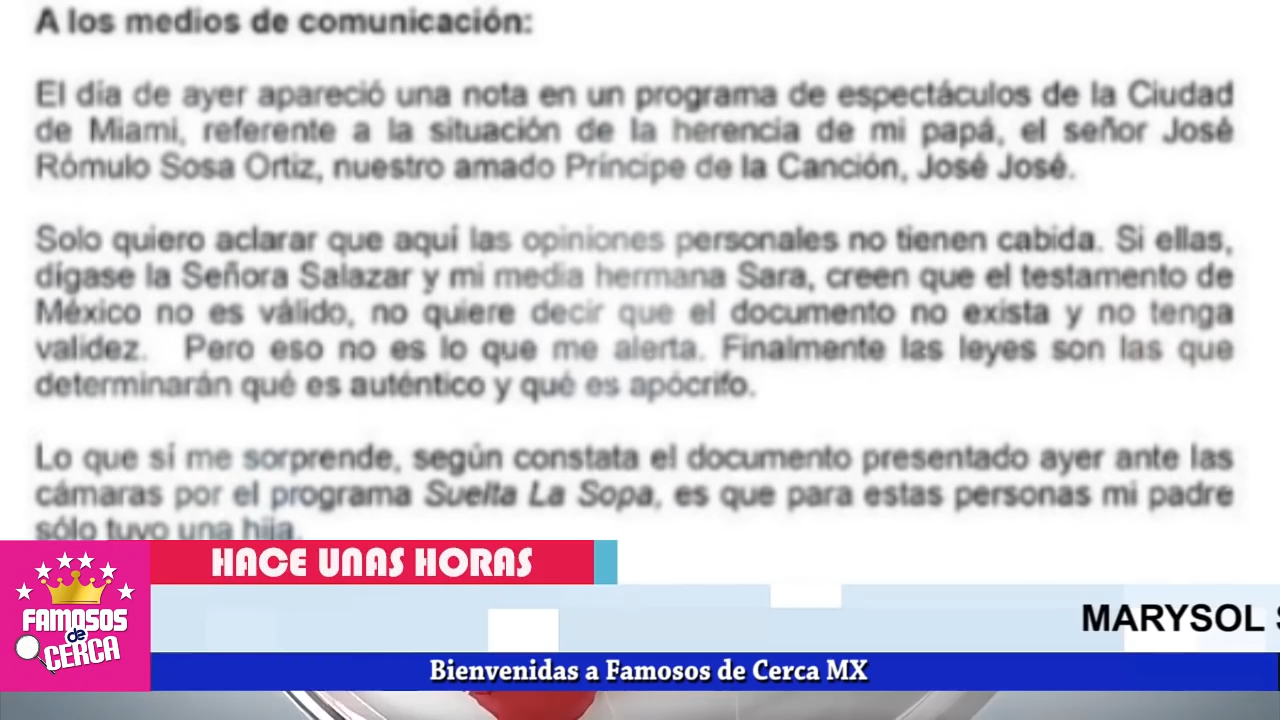 A los medios de comunicación:
El día de ayer apareció una nota en un programa de espectáculos de la Ciudad
de Miami, referente a la situación de la herencia de mi papá, el señor José
Rómulo Sosa Ortiz, nuestro amado Príncipe de la Canción, José José.
Solo quiero aclarar que aquí las opiniones personales no tienen cabida. Si ellas,
dígase la Señora Salazar y mi media hermana Sara, creen que el testamento de
México no es válido, no quiere decir que el documento no exista y no tenga
validez. Pero eso no es lo que me alerta. Finalmente las leyes son las que
determinarán qué es auténtico y qué es apócrifo.
Lo que sí me sorprende, según constata el documento presentado ayer ante las
cámaras por el programa Suelta La Sopa, es que para estas personas mi padre
sólo tuvo una hija.
HACE UNAS HORAS
FAMOSOS
de
CERCA
MARYSOL S
Bienvenidas a Famosos de Cerca MX